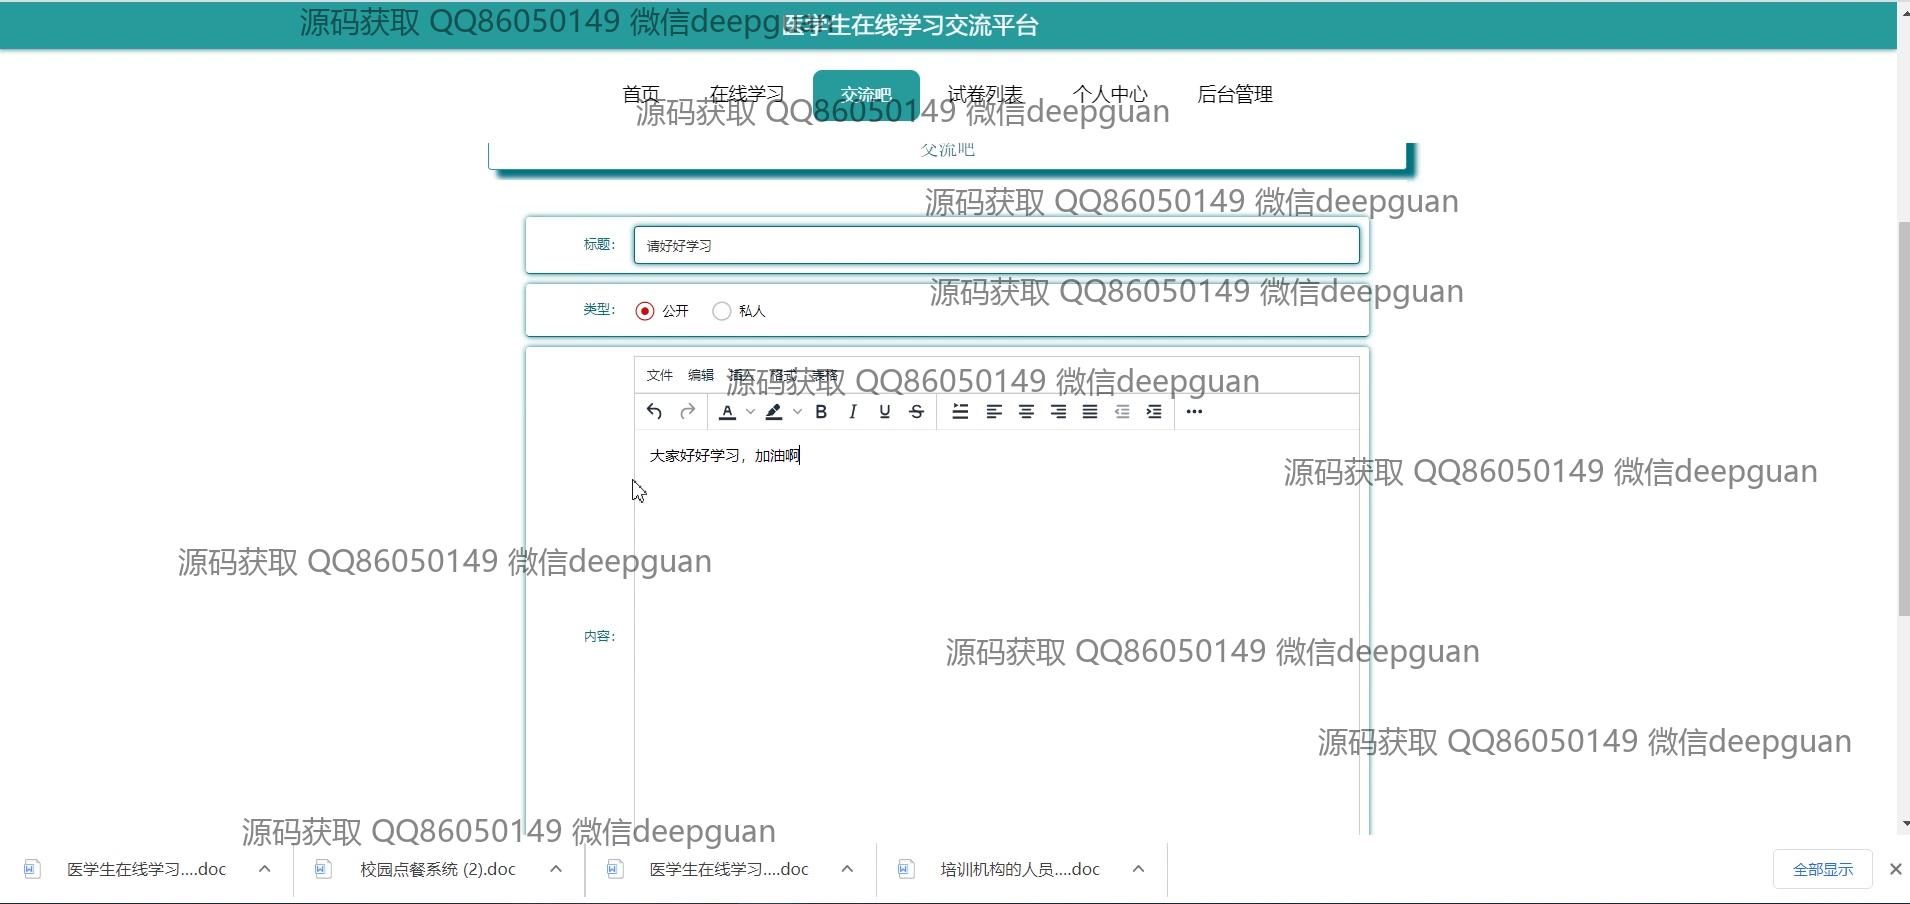 源码获取 QQ86050149 微信deepguan
医学生在线学习交流平台
首页 在线学习 交流吧 试卷列表 个人中心 后台管理
源码获取 QQ86050149 微信deepguan
交流吧
源码获取 QQ86050149 微信deepguan
标题： 请好好学习
源码获取 QQ86050149 微信deepguan
类型： 公开 私人
文件 编辑 插入 格式 表格
源码获取 QQ86050149 微信deepguan
A B I U S
大家好好学习，加油啊
源码获取 QQ86050149 微信deepguan
源码获取 QQ86050149 微信deepguan
内容：
源码获取 QQ86050149 微信deepguan
源码获取 QQ86050149 微信deepguan
源码获取 QQ86050149 微信deepguan
医学生在线学习....doc 校园点餐系统 (2).doc 医学生在线学习....doc 培训机构的人员....doc 全部显示